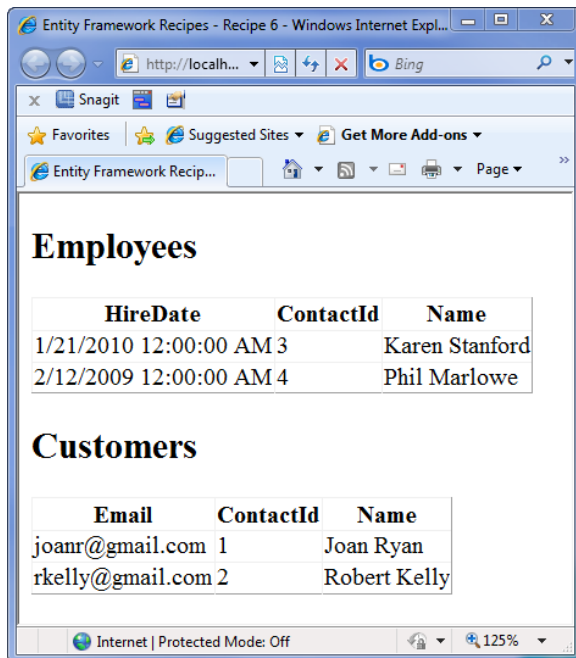 Entity Framework Recipes - Recipe 6 - Windows Internet Expl...
http://localh... Bing
x Snagit
Favorites Suggested Sites Get More Add-ons
Entity Framework Recip... Page »
Employees
HireDate ContactId Name
1/21/2010 12:00:00 AM 3 Karen Stanford
2/12/2009 12:00:00 AM 4 Phil Marlowe
Customers
Email ContactId Name
joanr@gmail.com 1 Joan Ryan
rkelly@gmail.com 2 Robert Kelly
Internet | Protected Mode: Off 125%